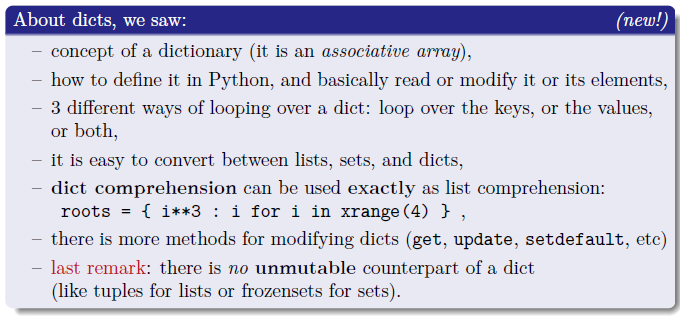 About dicts, we saw: (new!)
– concept of a dictionary (it is an associative array),
– how to define it in Python, and basically read or modify it or its elements,
– 3 different ways of looping over a dict: loop over the keys, or the values,
or both,
– it is easy to convert between lists, sets, and dicts,
– dict comprehension can be used exactly as list comprehension:
roots = { i**3 : i for i in xrange(4) } ,
– there is more methods for modifying dicts (get, update, setdefault, etc)
– last remark: there is no unmutable counterpart of a dict
(like tuples for lists or frozensets for sets).